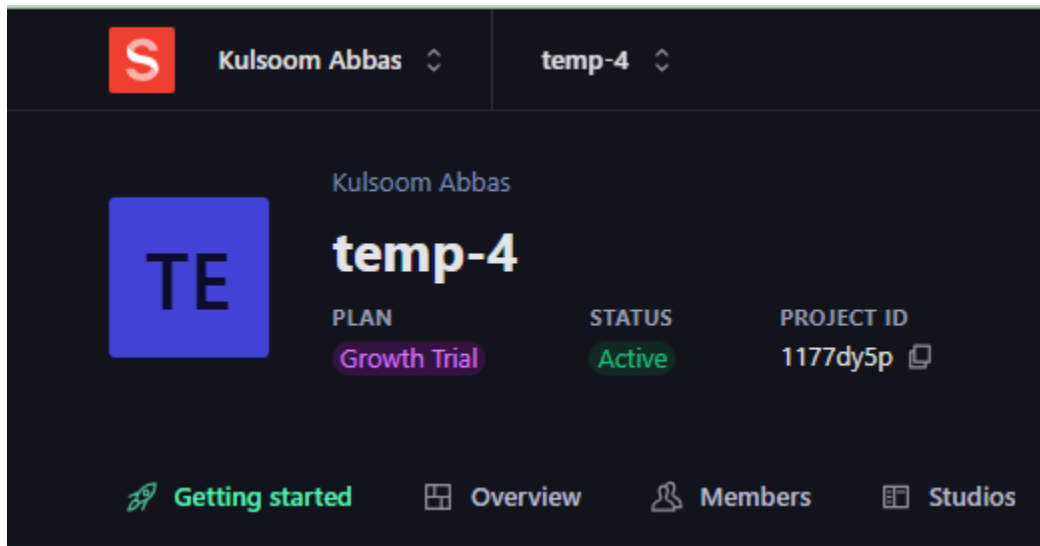 S Kulsoom Abbas temp-4
Kulsoom Abbas
TE
temp-4
PLAN STATUS PROJECT ID
Growth Trial Active 1177dy5p
Getting started Overview Members Studios